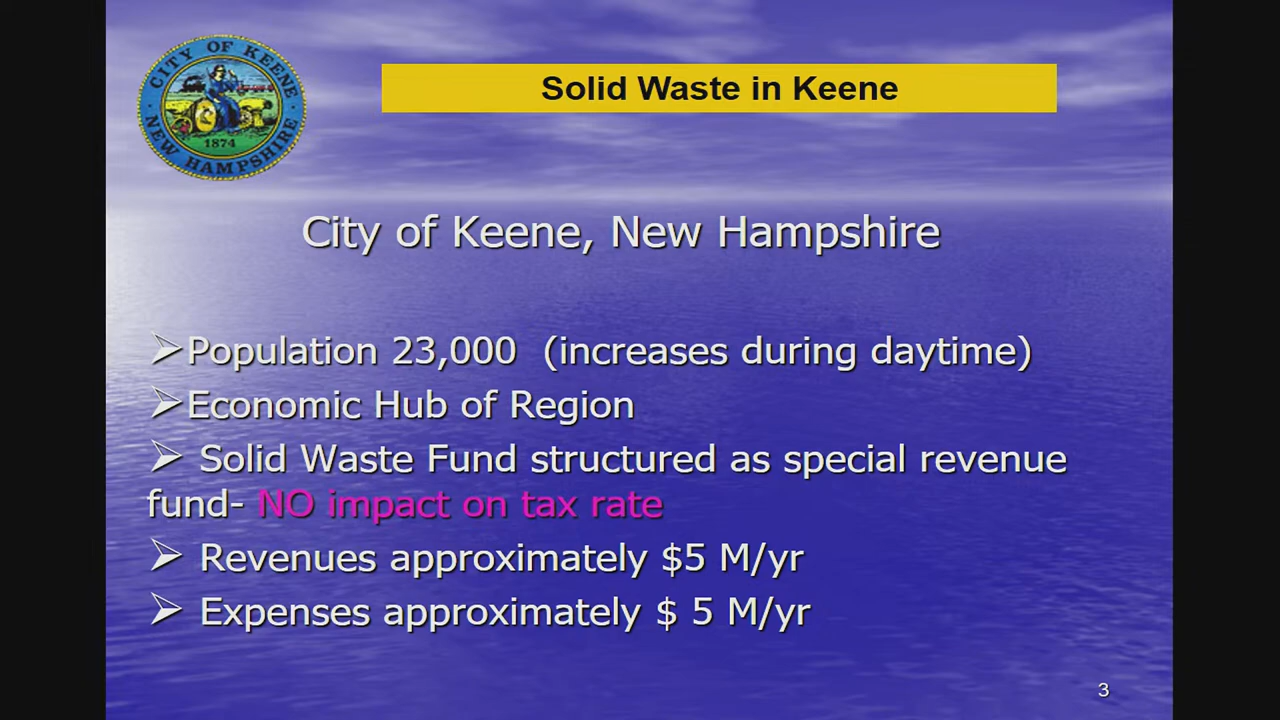 CITY OF KEENE
1874
NEW HAMPSHIRE
Solid Waste in Keene
City of Keene, New Hampshire
Population 23,000 (increases during daytime)
Economic Hub of Region
Solid Waste Fund structured as special revenue
fund- NO impact on tax rate
Revenues approximately $5 M/yr
Expenses approximately $ 5 M/yr
3